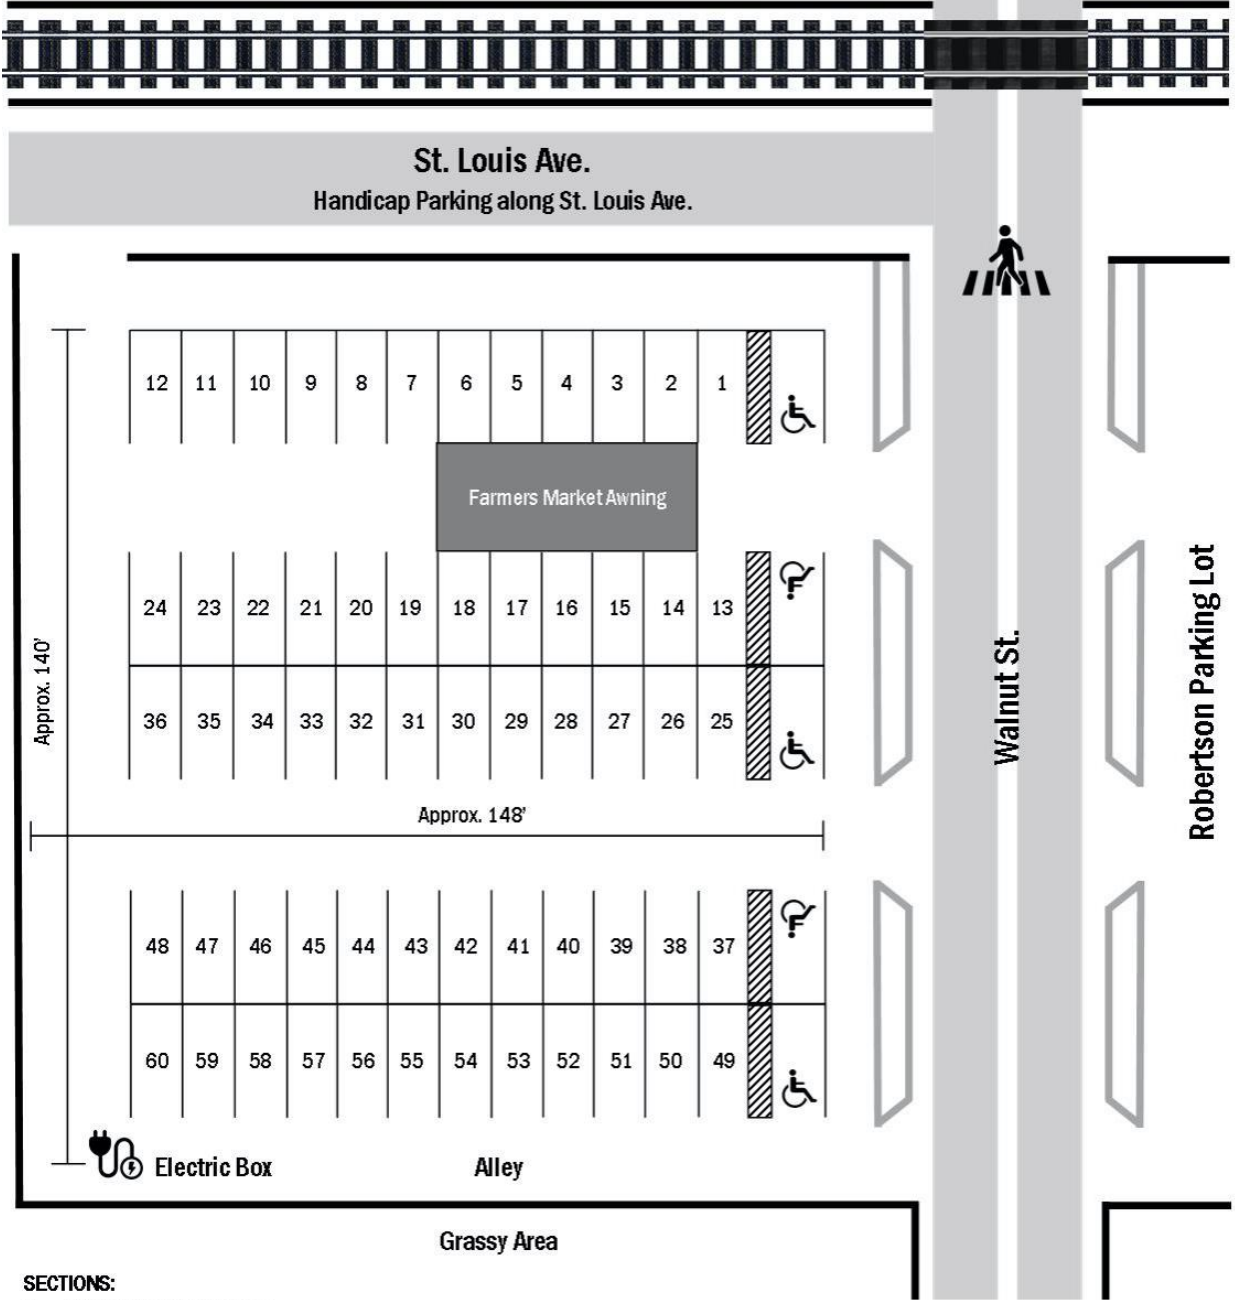 St. Louis Ave.
Handicap Parking along St. Louis Ave.
12 11 10 9 8 7 6 5 4 3 2 1
Farmers Market Awning
24 23 22 21 20 19 18 17 16 15 14 13
36 35 34 33 32 31 30 29 28 27 26 25
Approx. 140'
Approx. 148'
Walnut St.
Robertson Parking Lot
48 47 46 45 44 43 42 41 40 39 38 37
60 59 58 57 56 55 54 53 52 51 50 49
Electric Box
Alley
Grassy Area
SECTIONS: